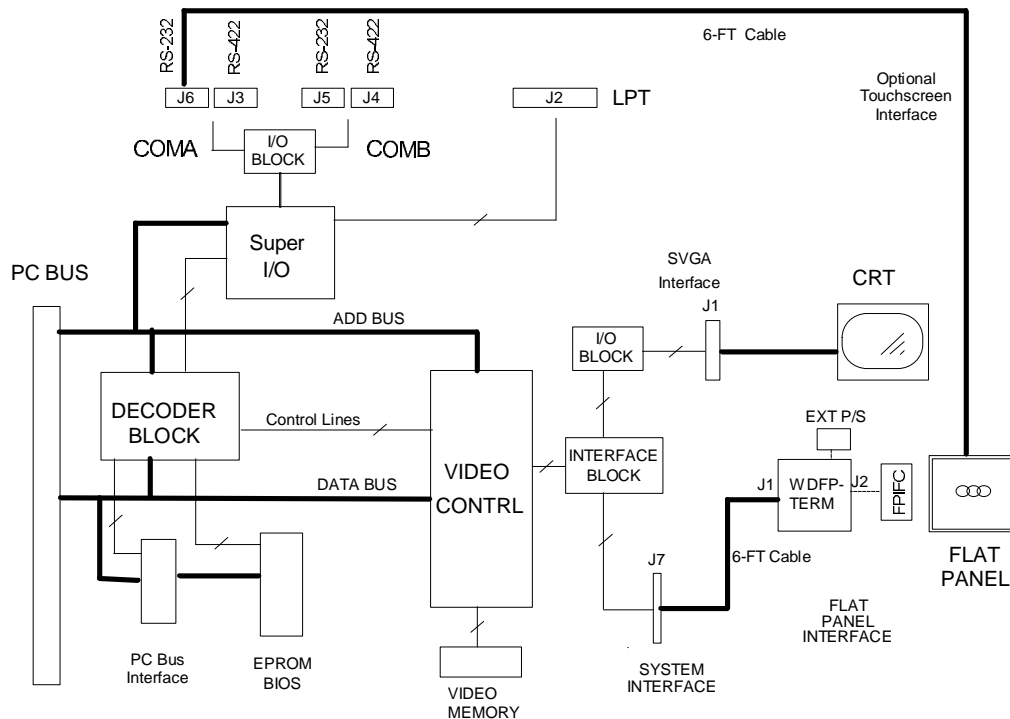 6-FT Cable
RS-232
RS-422
RS-232
RS-422
Optional
Touchscreen
Interface
J6
J3
J5
J4
J2
LPT
COMA
I/O
BLOCK
COMB
Super
I/O
PC BUS
SVGA
Interface
J1
CRT
ADD BUS
I/O
BLOCK
DECODER
BLOCK
Control Lines
EXT P/S
VIDEO
CONTRL
INTERFACE
BLOCK
J1
WDFP-
TERM
J2
FPIFC
DATA BUS
J7
6-FT Cable
FLAT
PANEL
FLAT
PANEL
INTERFACE
PC Bus
Interface
EPROM
BIOS
SYSTEM
INTERFACE
VIDEO
MEMORY